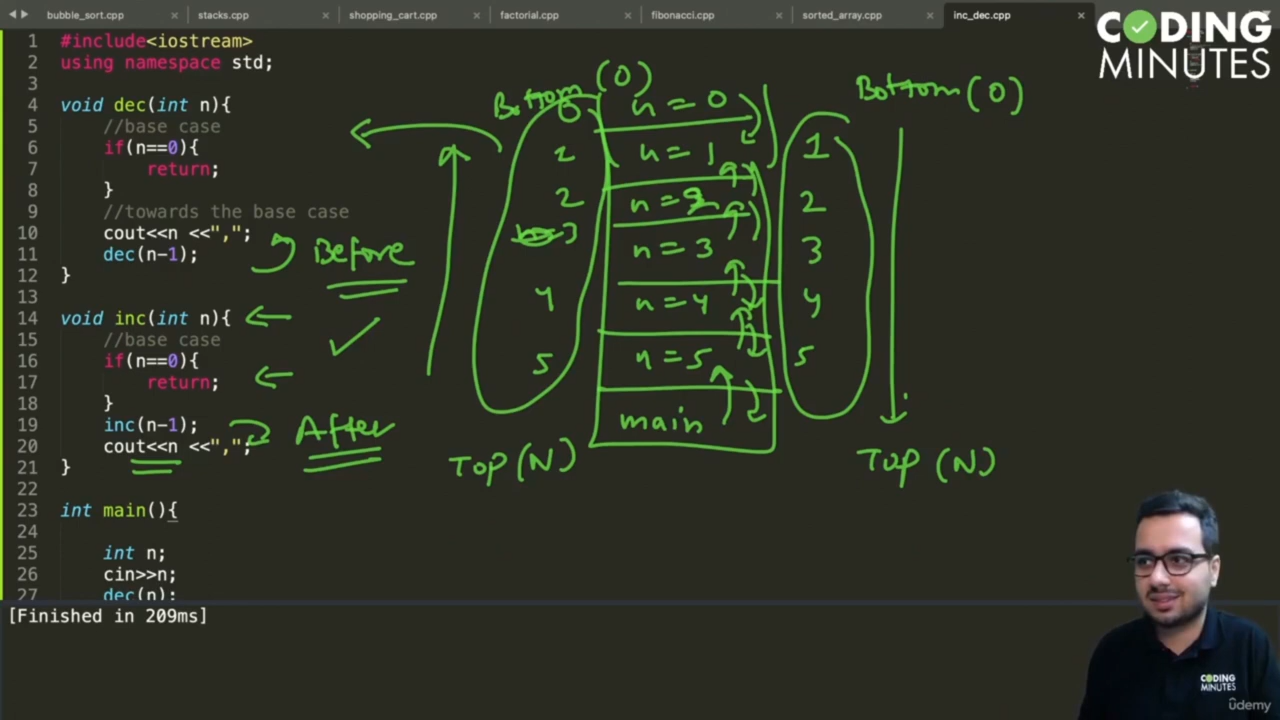 bubble_sort.cpp × stacks.cpp × shopping_cart.cpp × factorial.cpp × fibonacci.cpp × sorted_array.cpp × inc_dec.cpp ×
CODING
MINUTES
1 #include<iostream>
2 using namespace std;
3
4 void dec(int n){
5 //base case
6 if(n==0){
7 return;
8 }
9 //towards the base case
10 cout<<n <<",";
11 dec(n-1);
12 }
13
14 void inc(int n){
15 //base case
16 if(n==0){
17 return;
18 }
19 inc(n-1);
20 cout<<n <<",";
21 }
22
23 int main(){
24
25 int n;
26 cin>>n;
27 dec(n);
[Finished in 209ms]
Before
After
Bottom (0)
0
2
3
4
5
Top (N)
n = 0
n = 1
n = 2
n = 3
n = 4
n = 5
main
Bottom (0)
1
2
3
4
5
Top (N)
CODING
MINUTES
ûdemy